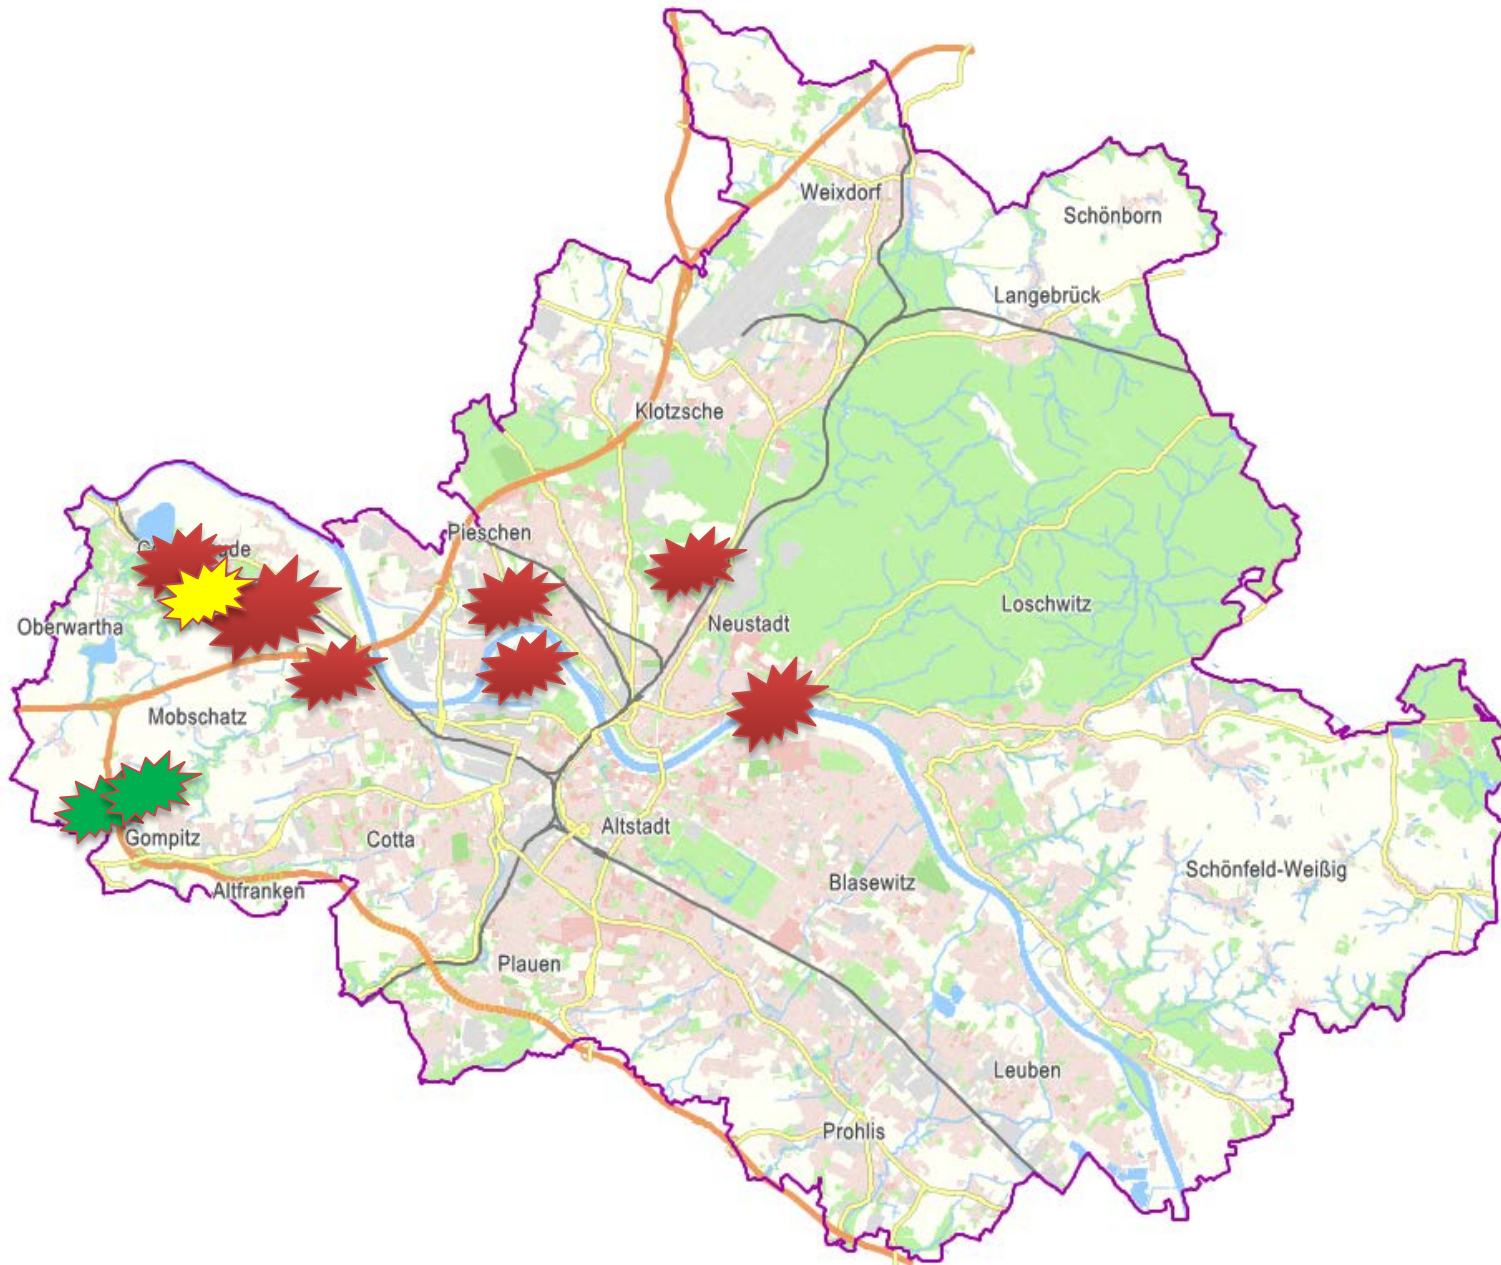 Weixdorf
Schönborn
Langebrück
Klotzsche
Pieschen
Loschwitz
Oberwartha
Neustadt
Mobschatz
Altstadt
Gompitz
Cotta
Schönfeld-Weißig
Blasewitz
Altfranken
Plauen
Leuben
Prohlis